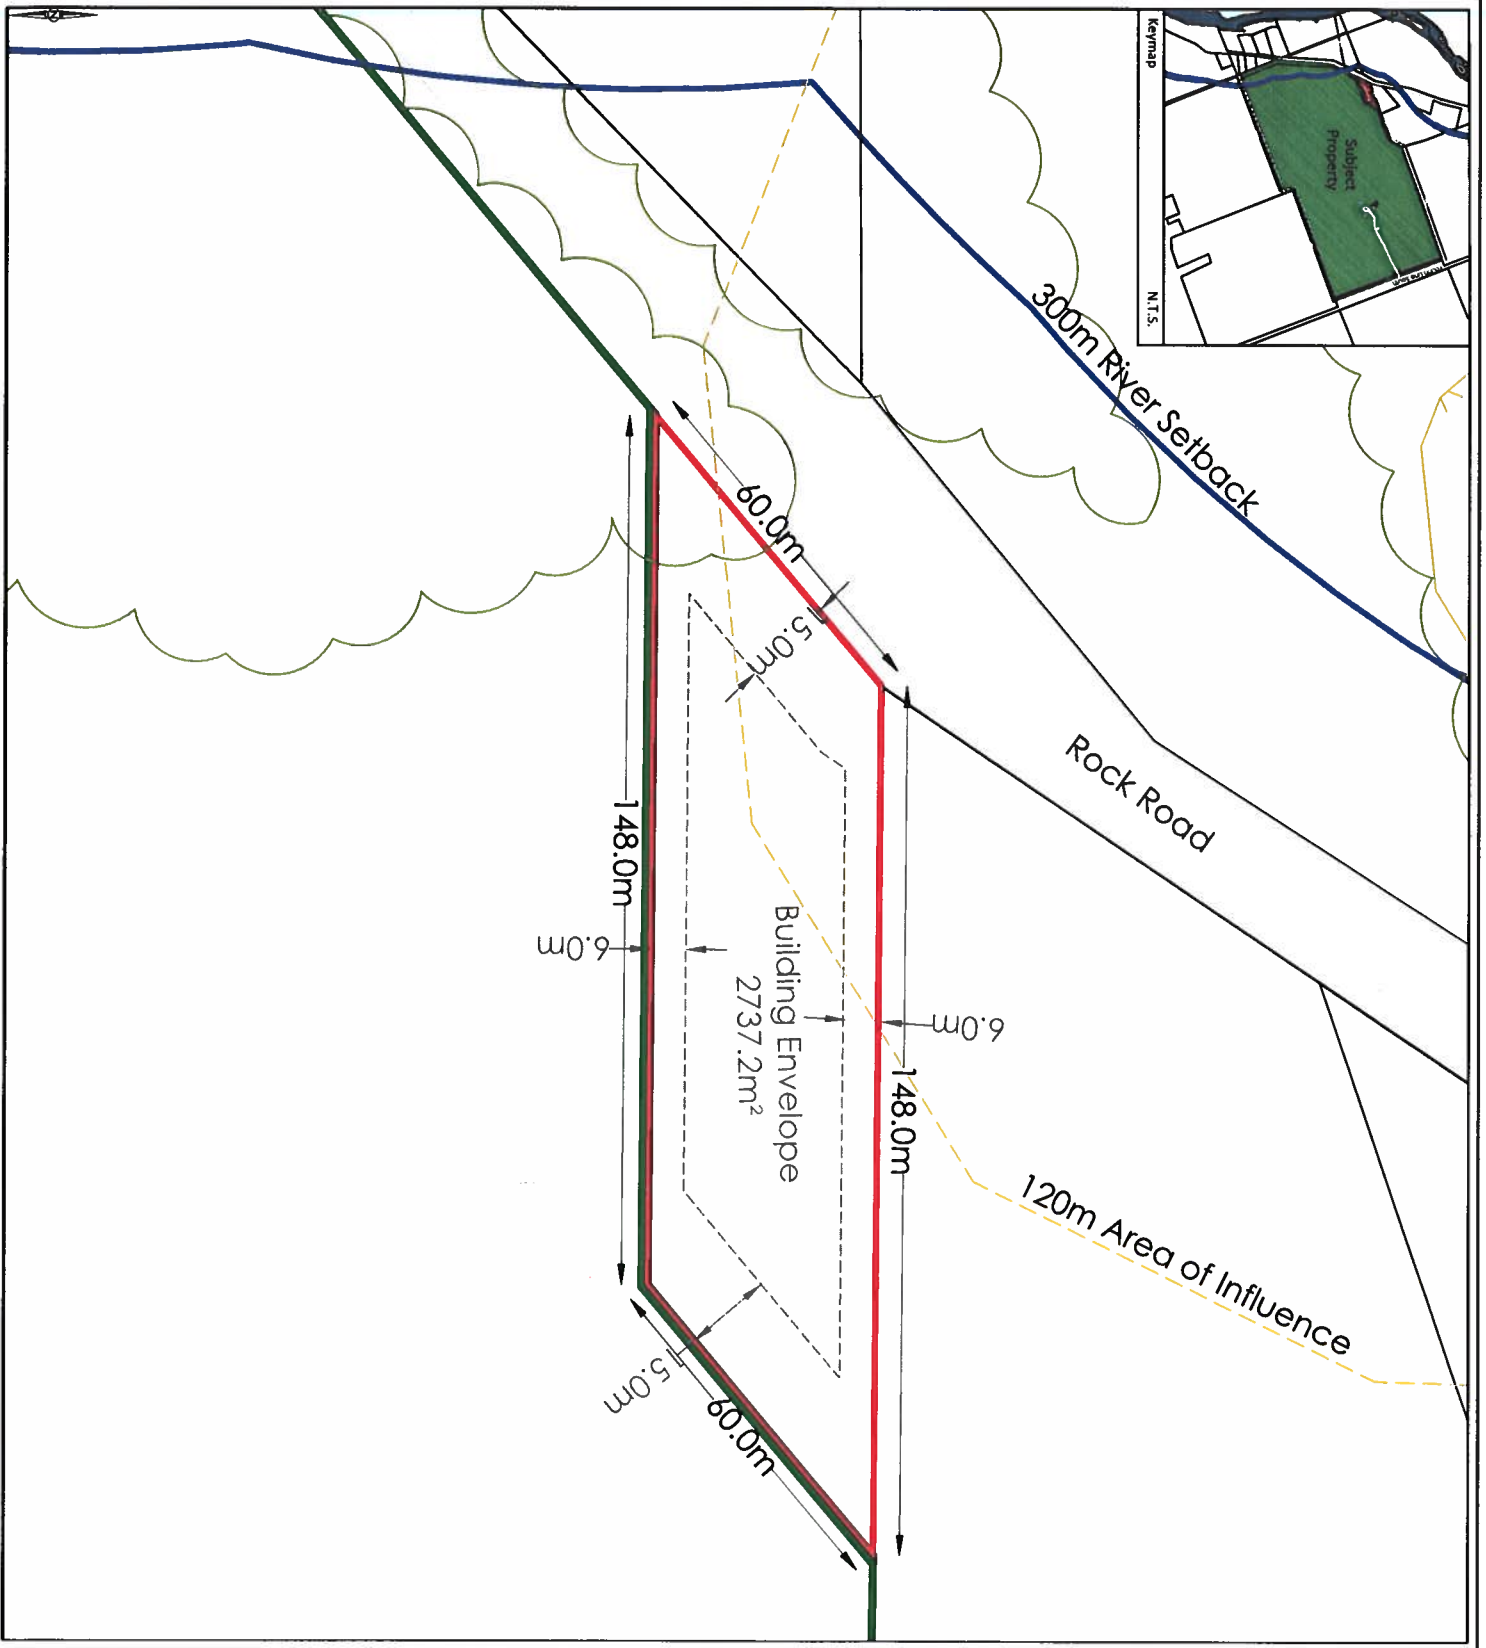 Keymap
N.T.S.
Subject
Property
300m River Setback
Rock Road
60.0m
5.0m
148.0m
6.0m
Building Envelope
2737.2m²
6.0m
148.0m
120m Area of Influence
5.0m
60.0m
N